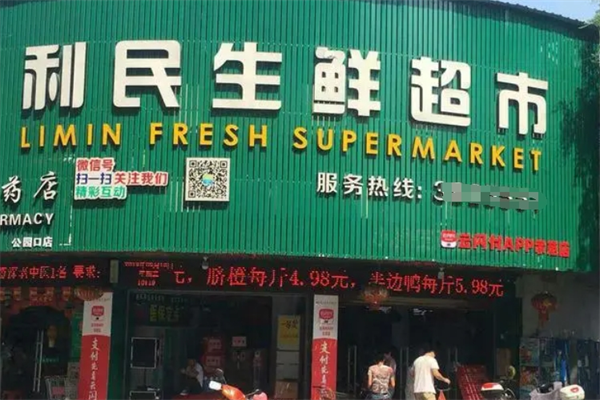 利民生鲜超市
LIMIN FRESH SUPERMARKET
微信号
扫一扫关注我们
精彩互动
药店
ARMACY
公园口店
服务热线:
元,脐橙每斤4.98元,半边鸭每斤5.98元